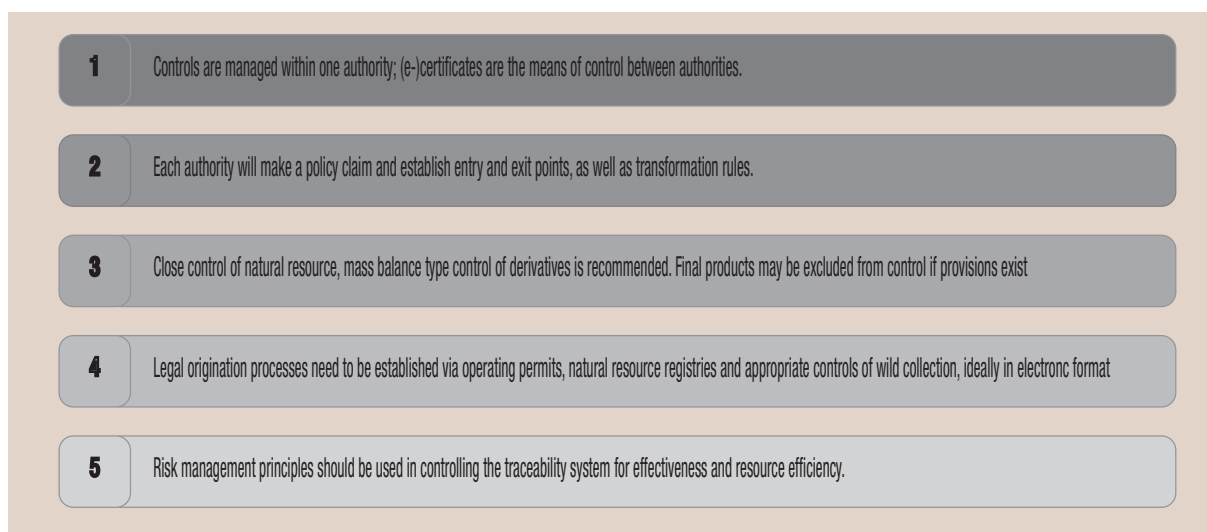 1 Controls are managed within one authority; (e-)certificates are the means of control between authorities.
2 Each authority will make a policy claim and establish entry and exit points, as well as transformation rules.
3 Close control of natural resource, mass balance type control of derivatives is recommended. Final products may be excluded from control if provisions exist
4 Legal origination processes need to be established via operating permits, natural resource registries and appropriate controls of wild collection, ideally in electronc format
5 Risk management principles should be used in controlling the traceability system for effectiveness and resource efficiency.